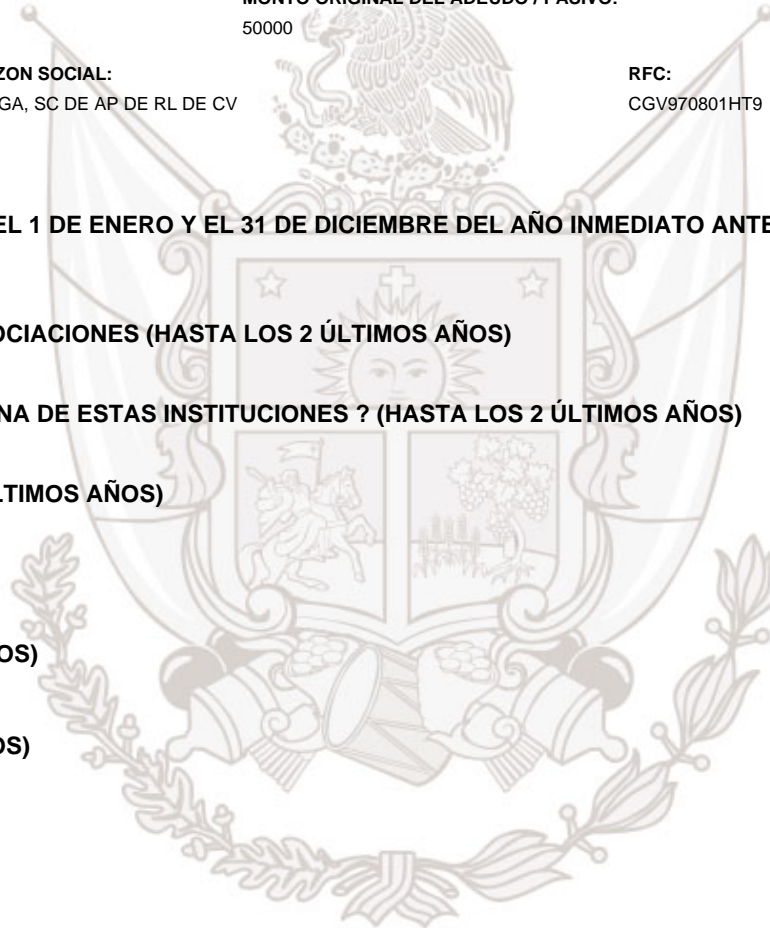 MONTO ORIGINAL DEL ADEUDO / PASIVO:
50000
ZON SOCIAL:
RFC:
GA, SC DE AP DE RL DE CV
CGV970801HT9
EL 1 DE ENERO Y EL 31 DE DICIEMBRE DEL AÑO INMEDIATO ANTE
OCIACIONES (HASTA LOS 2 ÚLTIMOS AÑOS)
NA DE ESTAS INSTITUCIONES ? (HASTA LOS 2 ÚLTIMOS AÑOS)
LTIMOS AÑOS)
OS)
OS)